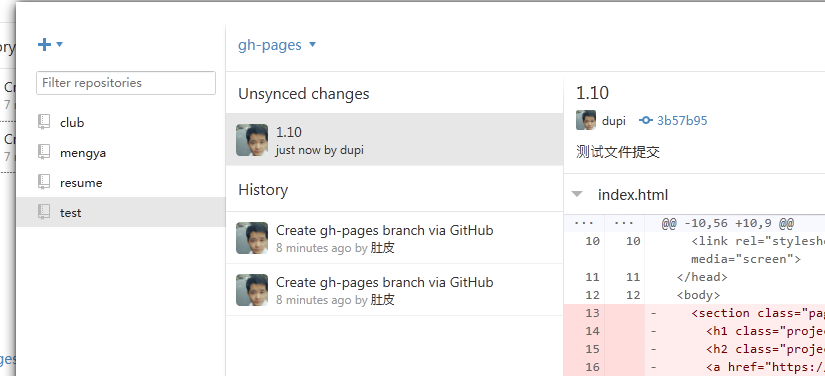 gh-pages
Filter repositories
club
mengya
resume
test
Unsynced changes
1.10
just now by dupi
History
Create gh-pages branch via GitHub
8 minutes ago by 肚皮
Create gh-pages branch via GitHub
8 minutes ago by 肚皮
1.10
dupi 3b57b95
测试文件提交
index.html
... ... @@ -10,56 +10,9 @@
10 10 <link rel="styleshe
media="screen">
11 11 </head>
12 12 <body>
13 - <section class="pag
14 - <h1 class="projec
15 - <h2 class="projec
16 - <a href="https:/